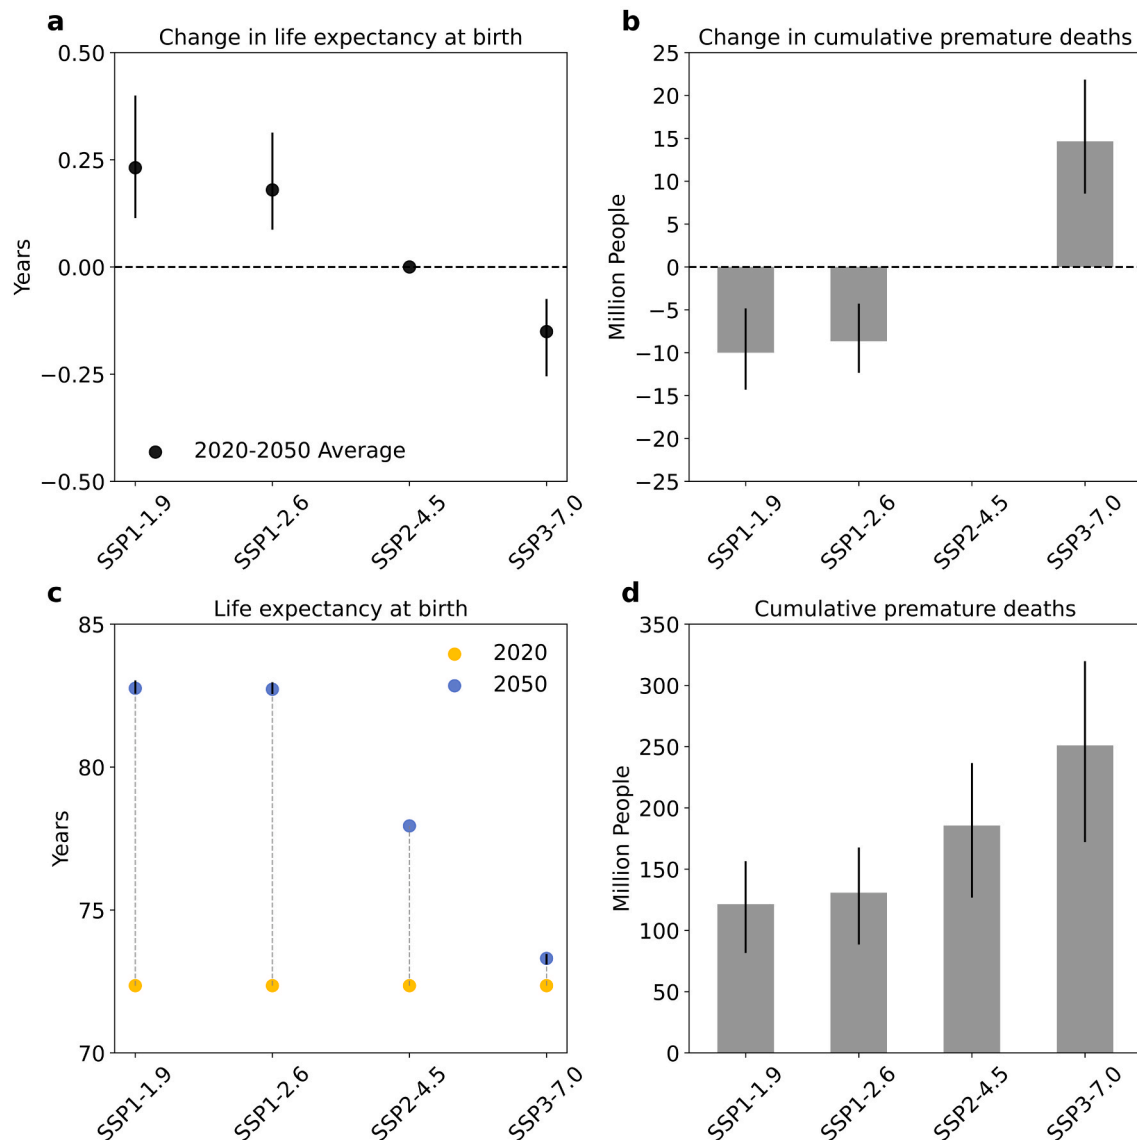 a
Change in life expectancy at birth
0.50
0.25
0.00
−0.25
−0.50
Years
2020-2050 Average
SSP1-1.9
SSP1-2.6
SSP2-4.5
SSP3-7.0
b
Change in cumulative premature deaths
25
20
15
10
5
0
−5
−10
−15
−20
−25
Million People
SSP1-1.9
SSP1-2.6
SSP2-4.5
SSP3-7.0
c
Life expectancy at birth
85
80
75
70
Years
2020
2050
SSP1-1.9
SSP1-2.6
SSP2-4.5
SSP3-7.0
d
Cumulative premature deaths
350
300
250
200
150
100
50
0
Million People
SSP1-1.9
SSP1-2.6
SSP2-4.5
SSP3-7.0